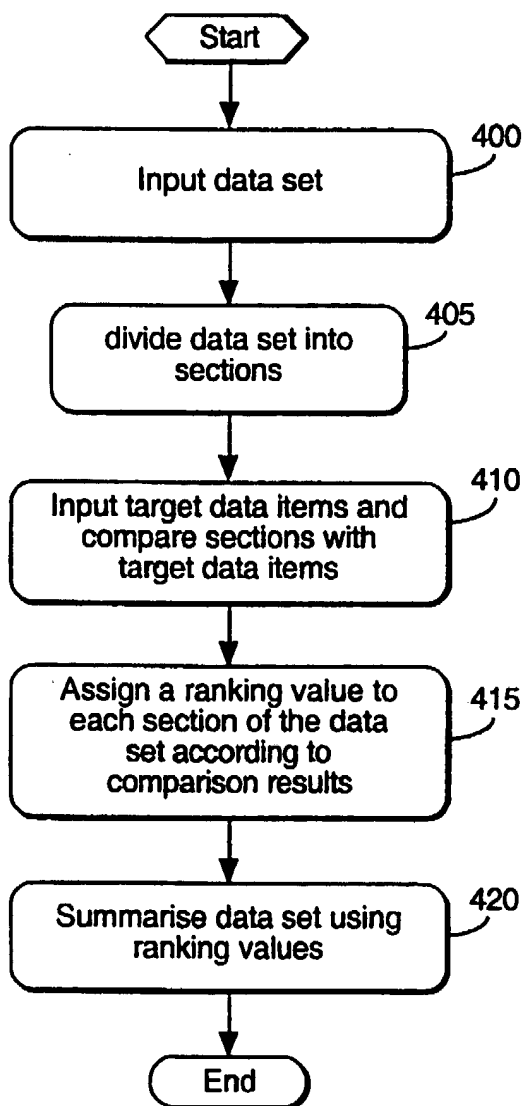 Start
400
Input data set
405
divide data set into
sections
410
Input target data items and
compare sections with
target data items
415
Assign a ranking value to
each section of the data
set according to
comparison results
420
Summarise data set using
ranking values
End